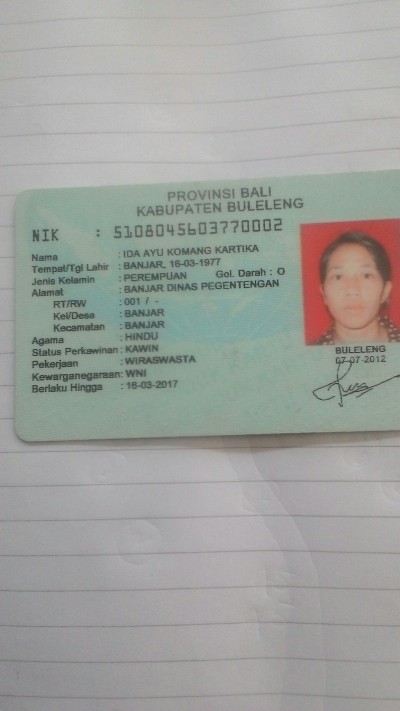 PROVINSI BALI
KABUPATEN BULELENG
NIK : 5108045603770002
Nama : IDA AYU KOMANG KARTIKA
Tempat/Tgl Lahir : BANJAR, 16-03-1977
Jenis Kelamin : PEREMPUAN Gol. Darah : O
Alamat : BANJAR DINAS PEGENTENGAN
RT/RW : 001 / -
Kel/Desa : BANJAR
Kecamatan : BANJAR
Agama : HINDU
Status Perkawinan : KAWIN
Pekerjaan : WIRASWASTA
Kewarganegaraan : WNI
Berlaku Hingga : 16-03-2017
BULELENG
07-07-2012